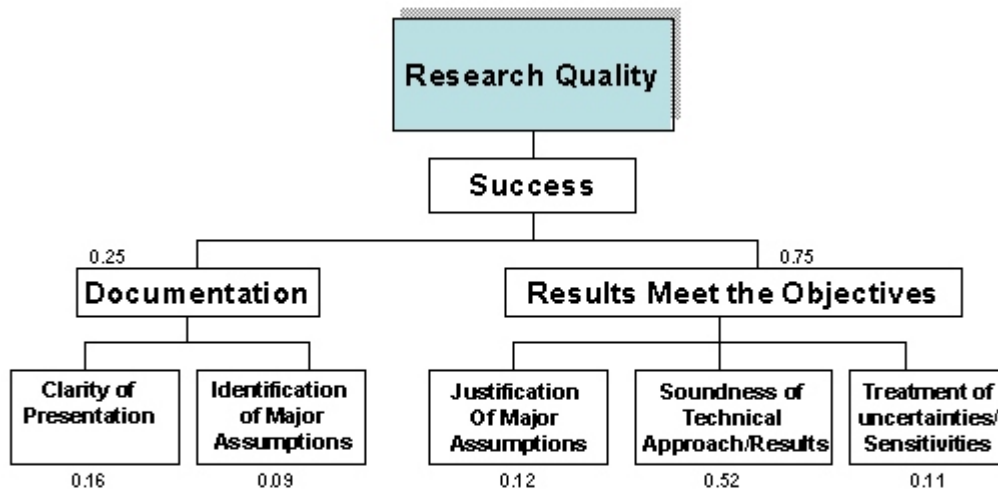 Research Quality
Success
0.25
0.75
Documentation
Results Meet the Objectives
Clarity of
Presentation
Identification
of Major
Assumptions
Justification
Of Major
Assumptions
Soundness of
Technical
Approach/Results
Treatment of
uncertainties/
Sensitivities
0.16
0.09
0.12
0.52
0.11